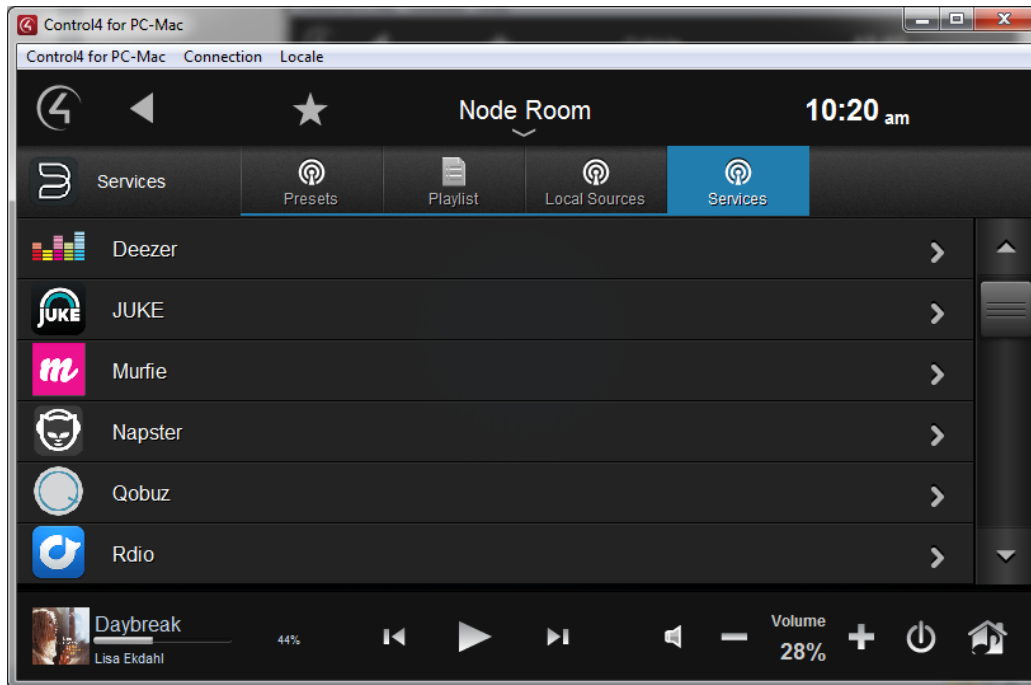 Control4 for PC-Mac
Control4 for PC-Mac Connection Locale
4 Node Room 10:20 am
Services Presets Playlist Local Sources Services
Deezer
JUKE JUKE
m Murfie
Napster
Qobuz
Rdio
Daybreak
Lisa Ekdahl
44%
Volume
28%